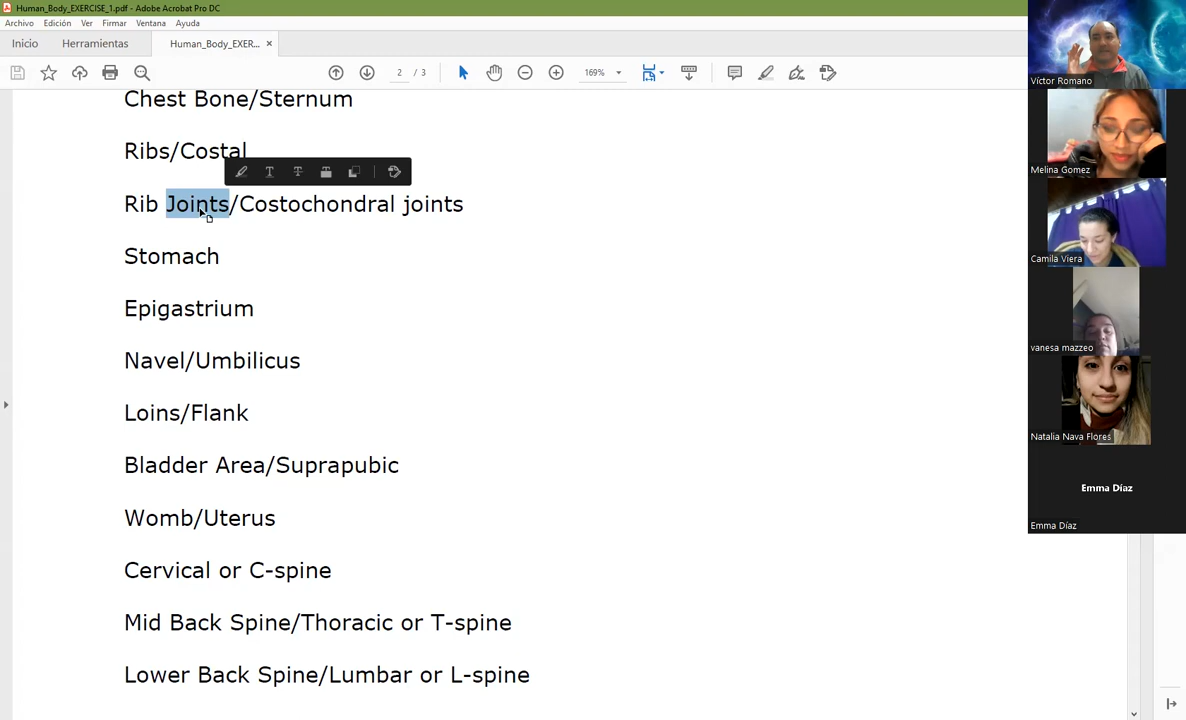 Human_Body_EXERCISE_1.pdf - Adobe Acrobat Pro DC
Archivo Edición Ver Firmar Ventana Ayuda
Inicio Herramientas Human_Body_EXER... ×
2 / 3 169%
Chest Bone/Sternum
Ribs/Costal
Rib Joints/Costochondral joints
Stomach
Epigastrium
Navel/Umbilicus
Loins/Flank
Bladder Area/Suprapubic
Womb/Uterus
Cervical or C-spine
Mid Back Spine/Thoracic or T-spine
Lower Back Spine/Lumbar or L-spine
Víctor Romano
Melina Gomez
Camila Viera
vanesa mazzeo
Natalia Nava Flores
Emma Díaz
Emma Díaz